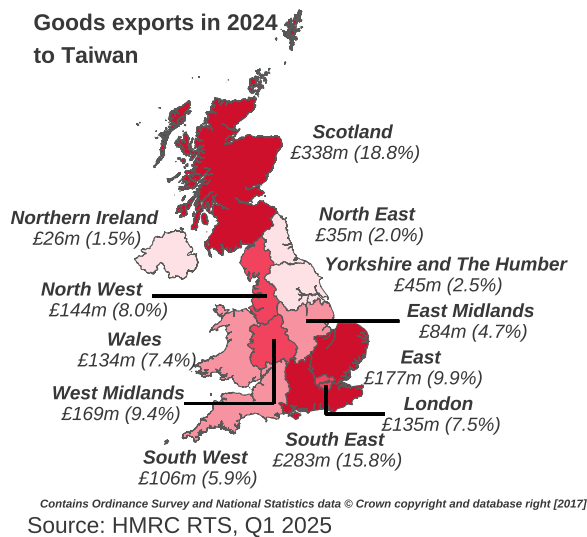 Goods exports in 2024
to Taiwan
Scotland
£338m (18.8%)
Northern Ireland
£26m (1.5%)
North East
£35m (2.0%)
Yorkshire and The Humber
£45m (2.5%)
North West
£144m (8.0%)
East Midlands
£84m (4.7%)
Wales
£134m (7.4%)
East
£177m (9.9%)
West Midlands
£169m (9.4%)
London
£135m (7.5%)
South East
£283m (15.8%)
South West
£106m (5.9%)
Contains Ordinance Survey and National Statistics data © Crown copyright and database right [2017]
Source: HMRC RTS, Q1 2025